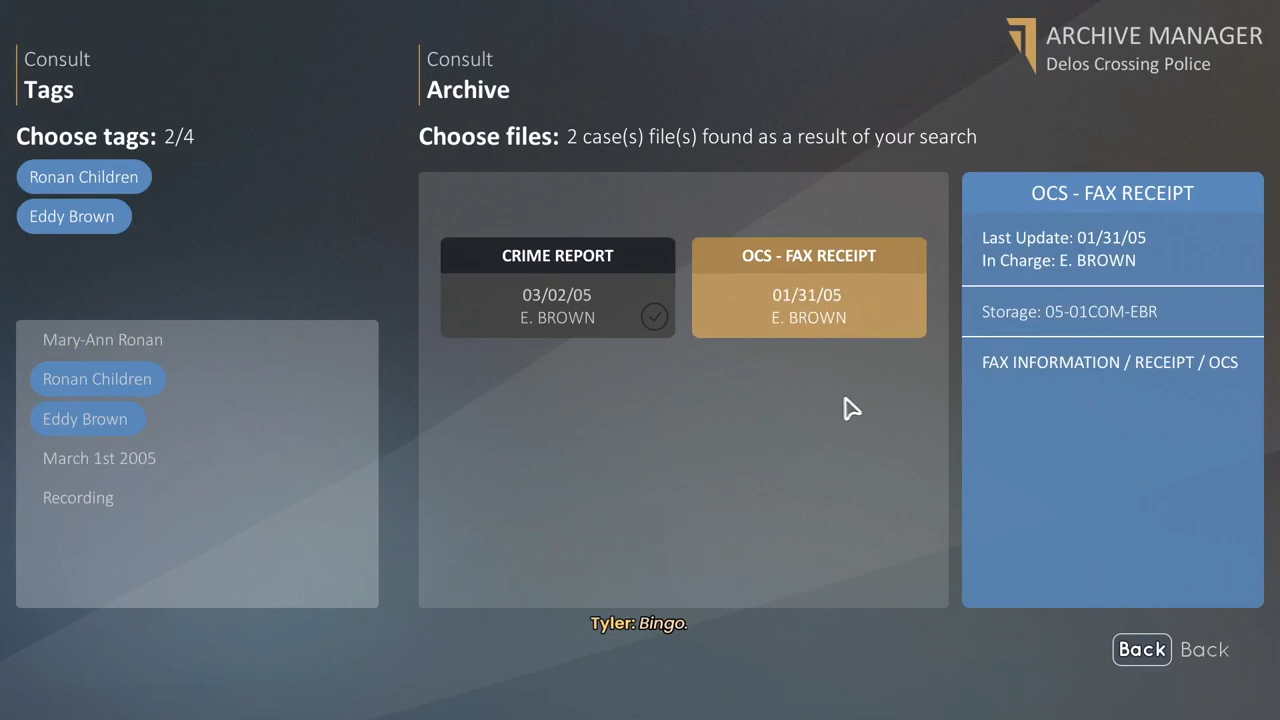 ARCHIVE MANAGER
Delos Crossing Police
Consult
Tags
Choose tags: 2/4
Ronan Children
Eddy Brown
Mary-Ann Ronan
Ronan Children
Eddy Brown
March 1st 2005
Recording
Consult
Archive
Choose files: 2 case(s) file(s) found as a result of your search
CRIME REPORT
03/02/05
E. BROWN
OCS - FAX RECEIPT
01/31/05
E. BROWN
OCS - FAX RECEIPT
Last Update: 01/31/05
In Charge: E. BROWN
Storage: 05-01COM-EBR
FAX INFORMATION / RECEIPT / OCS
Tyler: Bingo.
Back Back